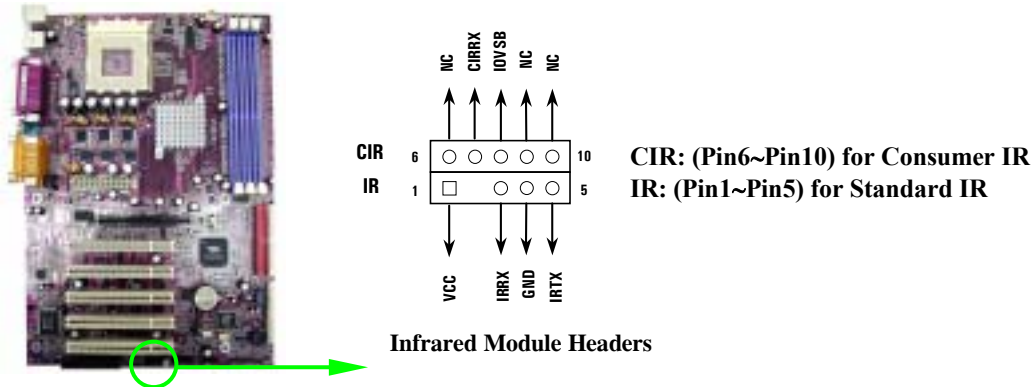 NC CIRRX IOVSB NC NC
CIR 6 10
CIR: (Pin6~Pin10) for Consumer IR
IR 1 5
IR: (Pin1~Pin5) for Standard IR
VCC IRRX GND IRTX
Infrared Module Headers